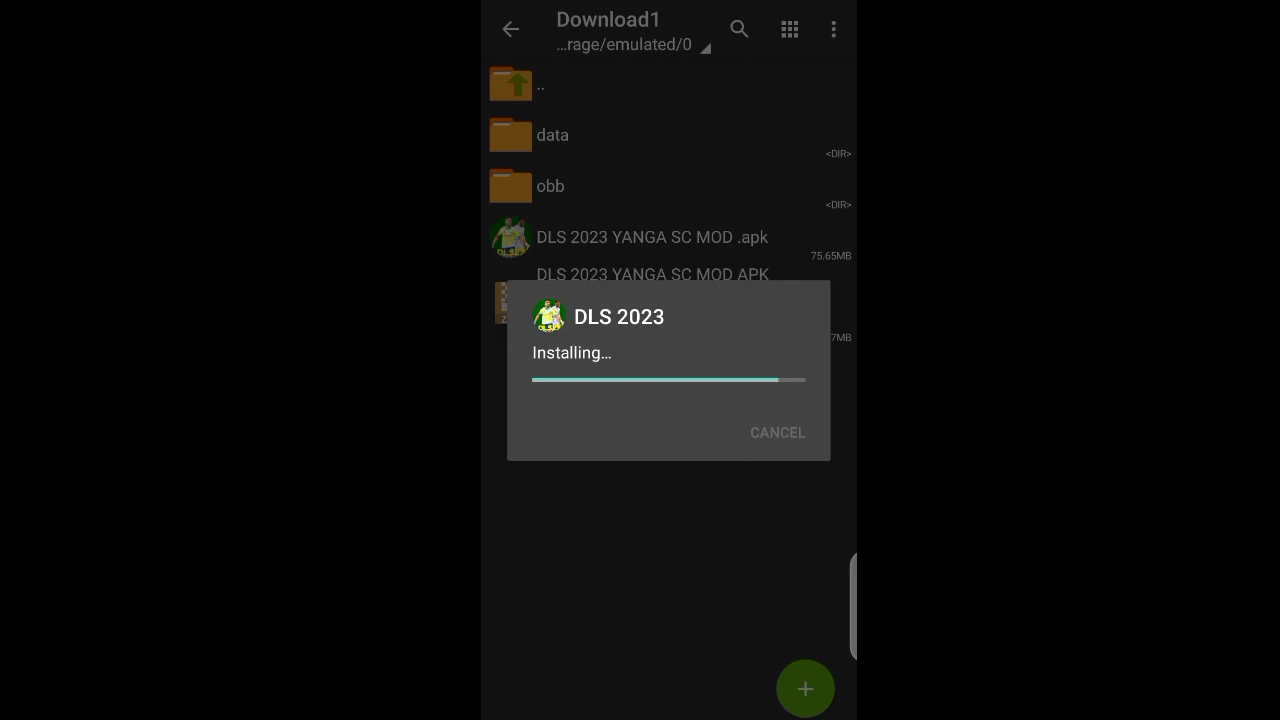 Download1
...rage/emulated/0
..
data
<DIR>
obb
<DIR>
DLS 2023 YANGA SC MOD .apk
75.65MB
DLS 2023 YANGA SC MOD APK
7MB
DLS 2023
Installing...
CANCEL